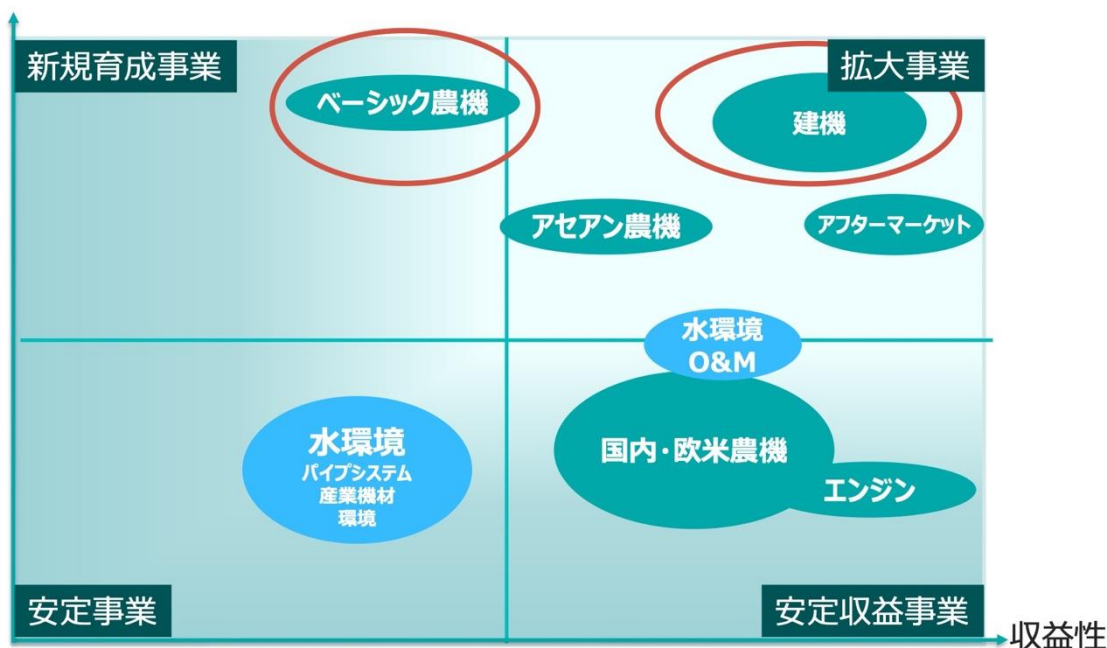 新規育成事業
拡大事業
ベーシック農機
建機
アセアン農機
アフターマーケット
水環境
O&M
水環境
パイプシステム
産業機材
環境
国内・欧米農機
エンジン
安定事業
安定収益事業
収益性